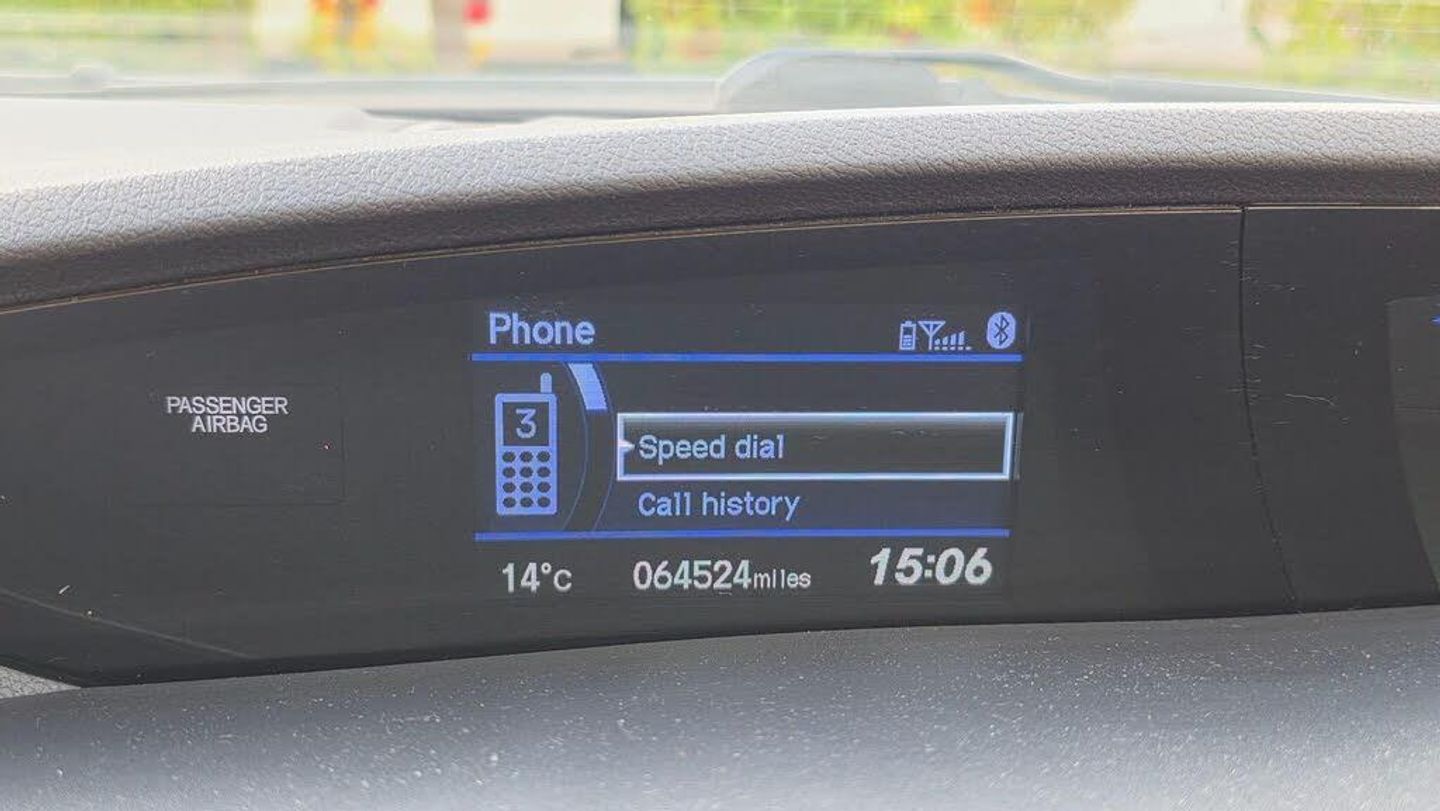 Phone
3
Speed dial
Call history
14°C 064524miles 15:06
PASSENGER
AIRBAG